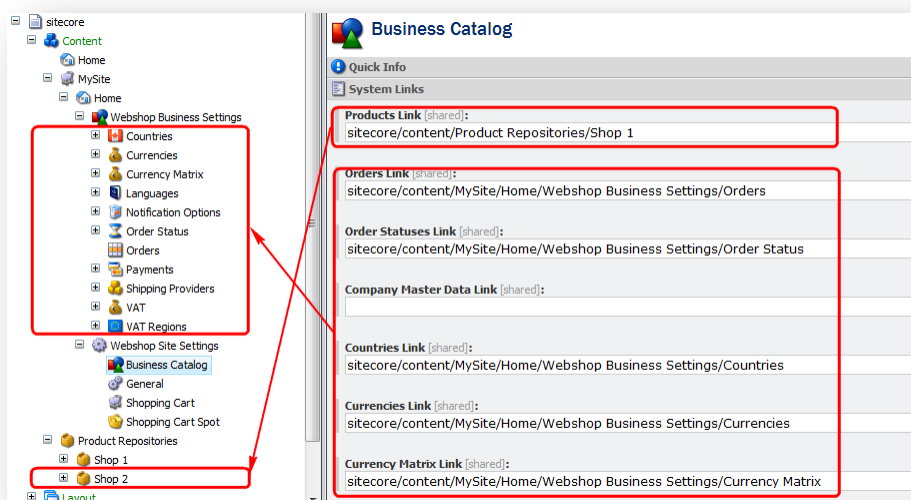 sitecore
Content
Home
MySite
Home
Webshop Business Settings
Countries
Currencies
Currency Matrix
Languages
Notification Options
Order Status
Orders
Payments
Shipping Providers
VAT
VAT Regions
Webshop Site Settings
Business Catalog
General
Shopping Cart
Shopping Cart Spot
Product Repositories
Shop 1
Shop 2
Layout
Business Catalog
Quick Info
System Links
Products Link [shared]:
sitecore/content/Product Repositories/Shop 1
Orders Link [shared]:
sitecore/content/MySite/Home/Webshop Business Settings/Orders
Order Statuses Link [shared]:
sitecore/content/MySite/Home/Webshop Business Settings/Order Status
Company Master Data Link [shared]:
Countries Link [shared]:
sitecore/content/MySite/Home/Webshop Business Settings/Countries
Currencies Link [shared]:
sitecore/content/MySite/Home/Webshop Business Settings/Currencies
Currency Matrix Link [shared]:
sitecore/content/MySite/Home/Webshop Business Settings/Currency Matrix